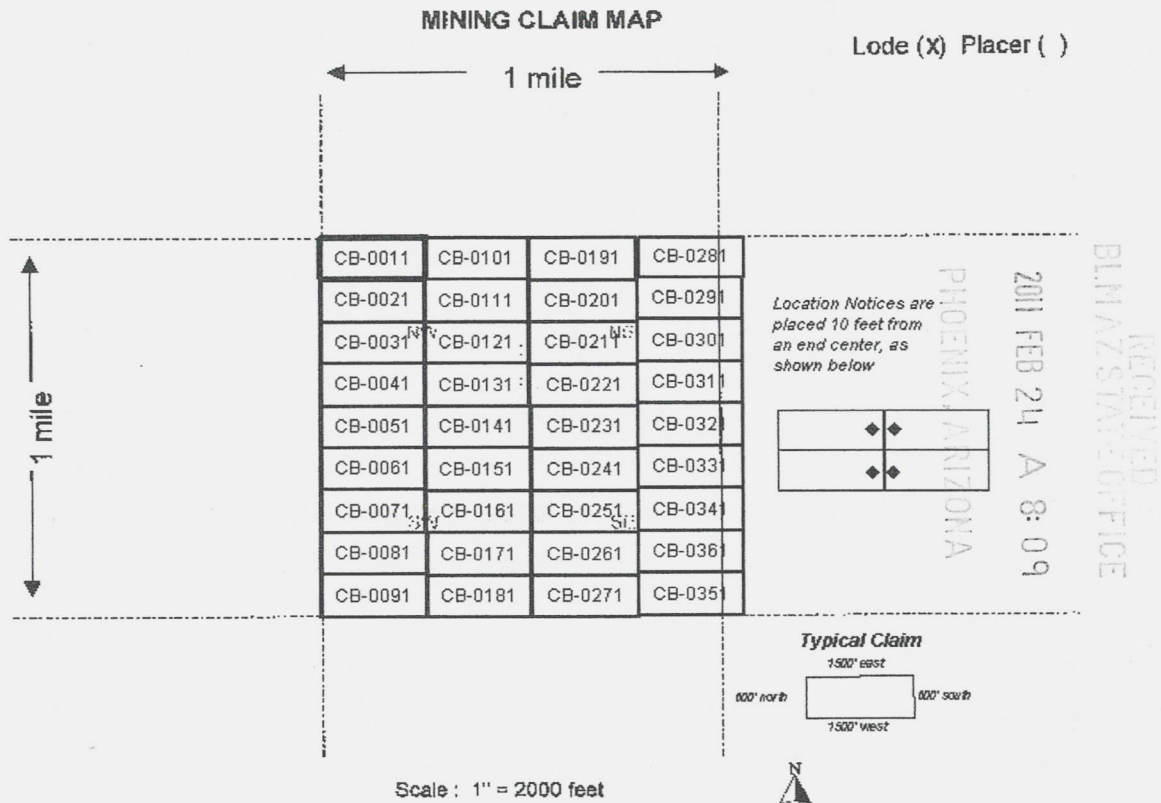 MINING CLAIM MAP
Lode (x) Placer ( )
1 mile
1 mile
CB-0011 CB-0101 CB-0191 CB-0281
CB-0021 CB-0111 CB-0201 CB-0291
CB-0031 NW CB-0121 CB-0211 NE CB-0301
CB-0041 CB-0131 CB-0221 CB-0311
CB-0051 CB-0141 CB-0231 CB-0321
CB-0061 CB-0151 CB-0241 CB-0331
CB-0071 SW CB-0161 CB-0251 SE CB-0341
CB-0081 CB-0171 CB-0261 CB-0361
CB-0091 CB-0181 CB-0271 CB-0351
Location Notices are
placed 10 feet from
an end center, as
shown below
RECEIVED
BLM AZ STATE OFFICE
2011 FEB 24 A 8:09
PHOENIX, ARIZONA
Typical Claim
1500' east
600' north
600' south
1500' west
Scale : 1" = 2000 feet
N